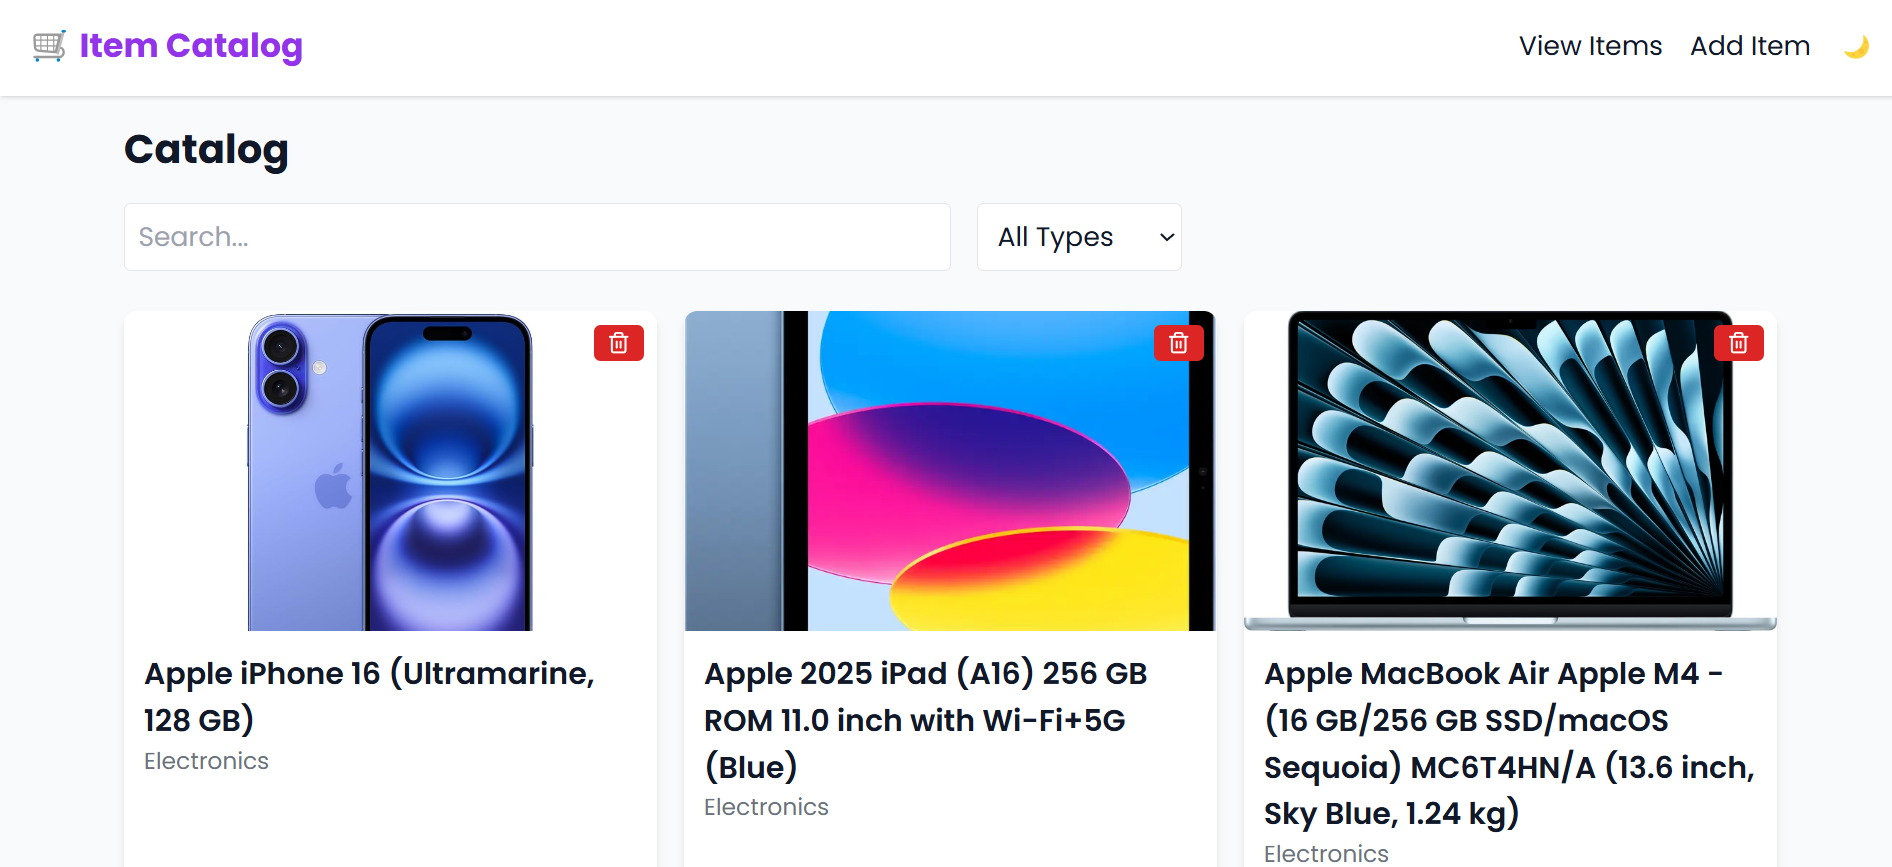 Item Catalog
View Items
Add Item
Catalog
Search...
All Types
Apple iPhone 16 (Ultramarine,
128 GB)
Electronics
Apple 2025 iPad (A16) 256 GB
ROM 11.0 inch with Wi-Fi+5G
(Blue)
Electronics
Apple MacBook Air Apple M4 -
(16 GB/256 GB SSD/macOS
Sequoia) MC6T4HN/A (13.6 inch,
Sky Blue, 1.24 kg)
Electronics